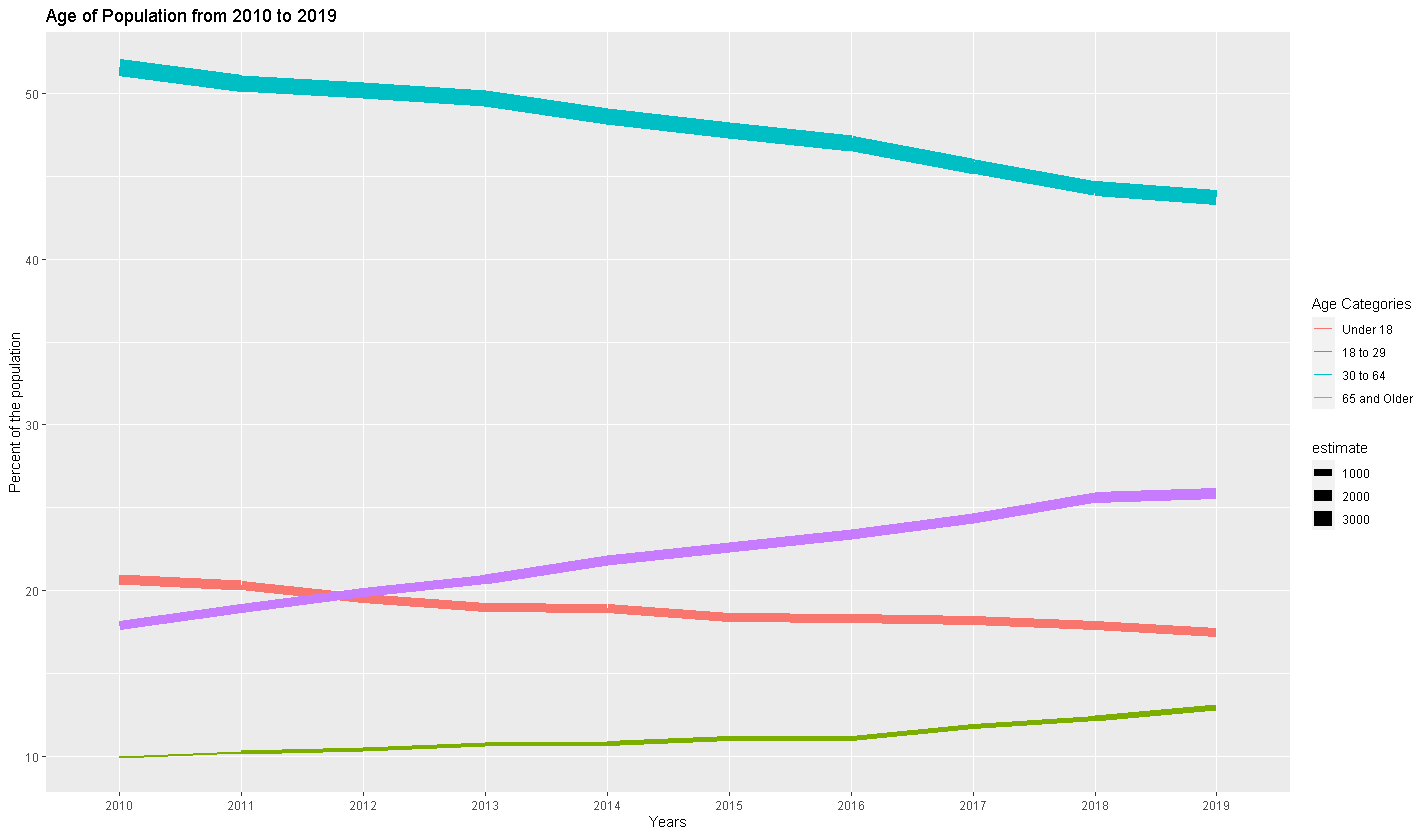 Age of Population from 2010 to 2019
Percent of the population
50
40
30
20
10
2010 2011 2012 2013 2014 2015 2016 2017 2018 2019
Years
Age Categories
Under 18
18 to 29
30 to 64
65 and Older
estimate
1000
2000
3000